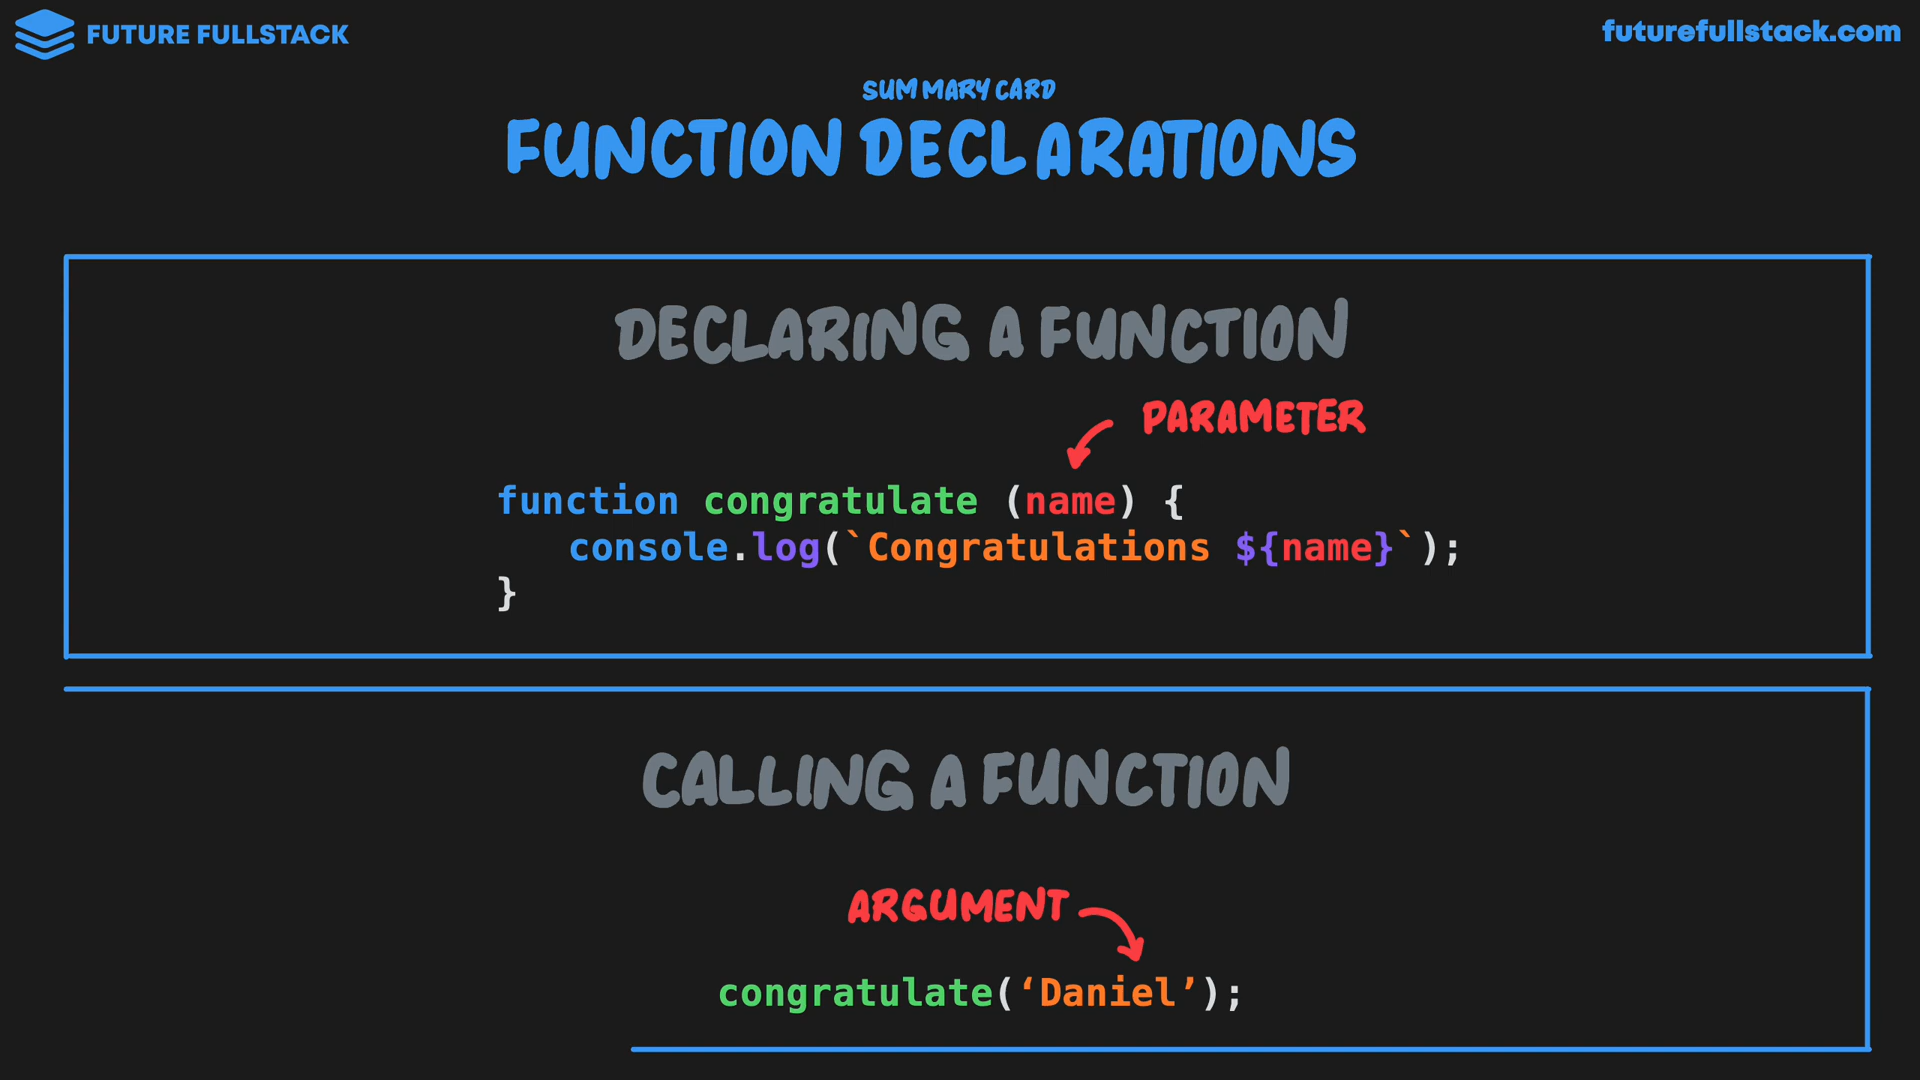 FUTURE FULLSTACK
futurefullstack.com
SUMMARY CARD
FUNCTION DECLARATIONS
DECLARING A FUNCTION
PARAMETER
function congratulate (name) {
console.log(`Congratulations ${name}`);
}
CALLING A FUNCTION
ARGUMENT
congratulate(‘Daniel’);